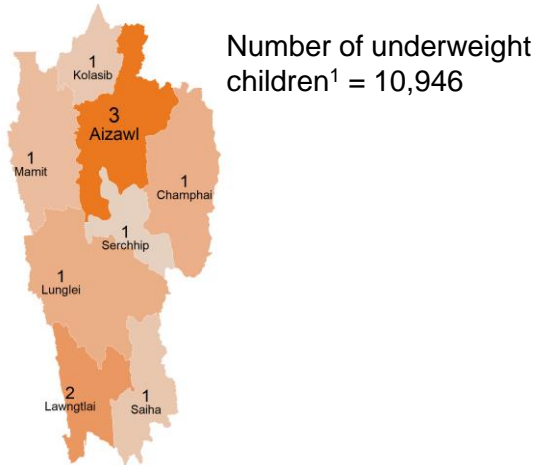 Number of underweight
children¹ = 10,946
1
Kolasib
3
Aizawl
1
Mamit
1
Champhai
1
Serchhip
1
Lunglei
2
Lawngtlai
1
Saiha